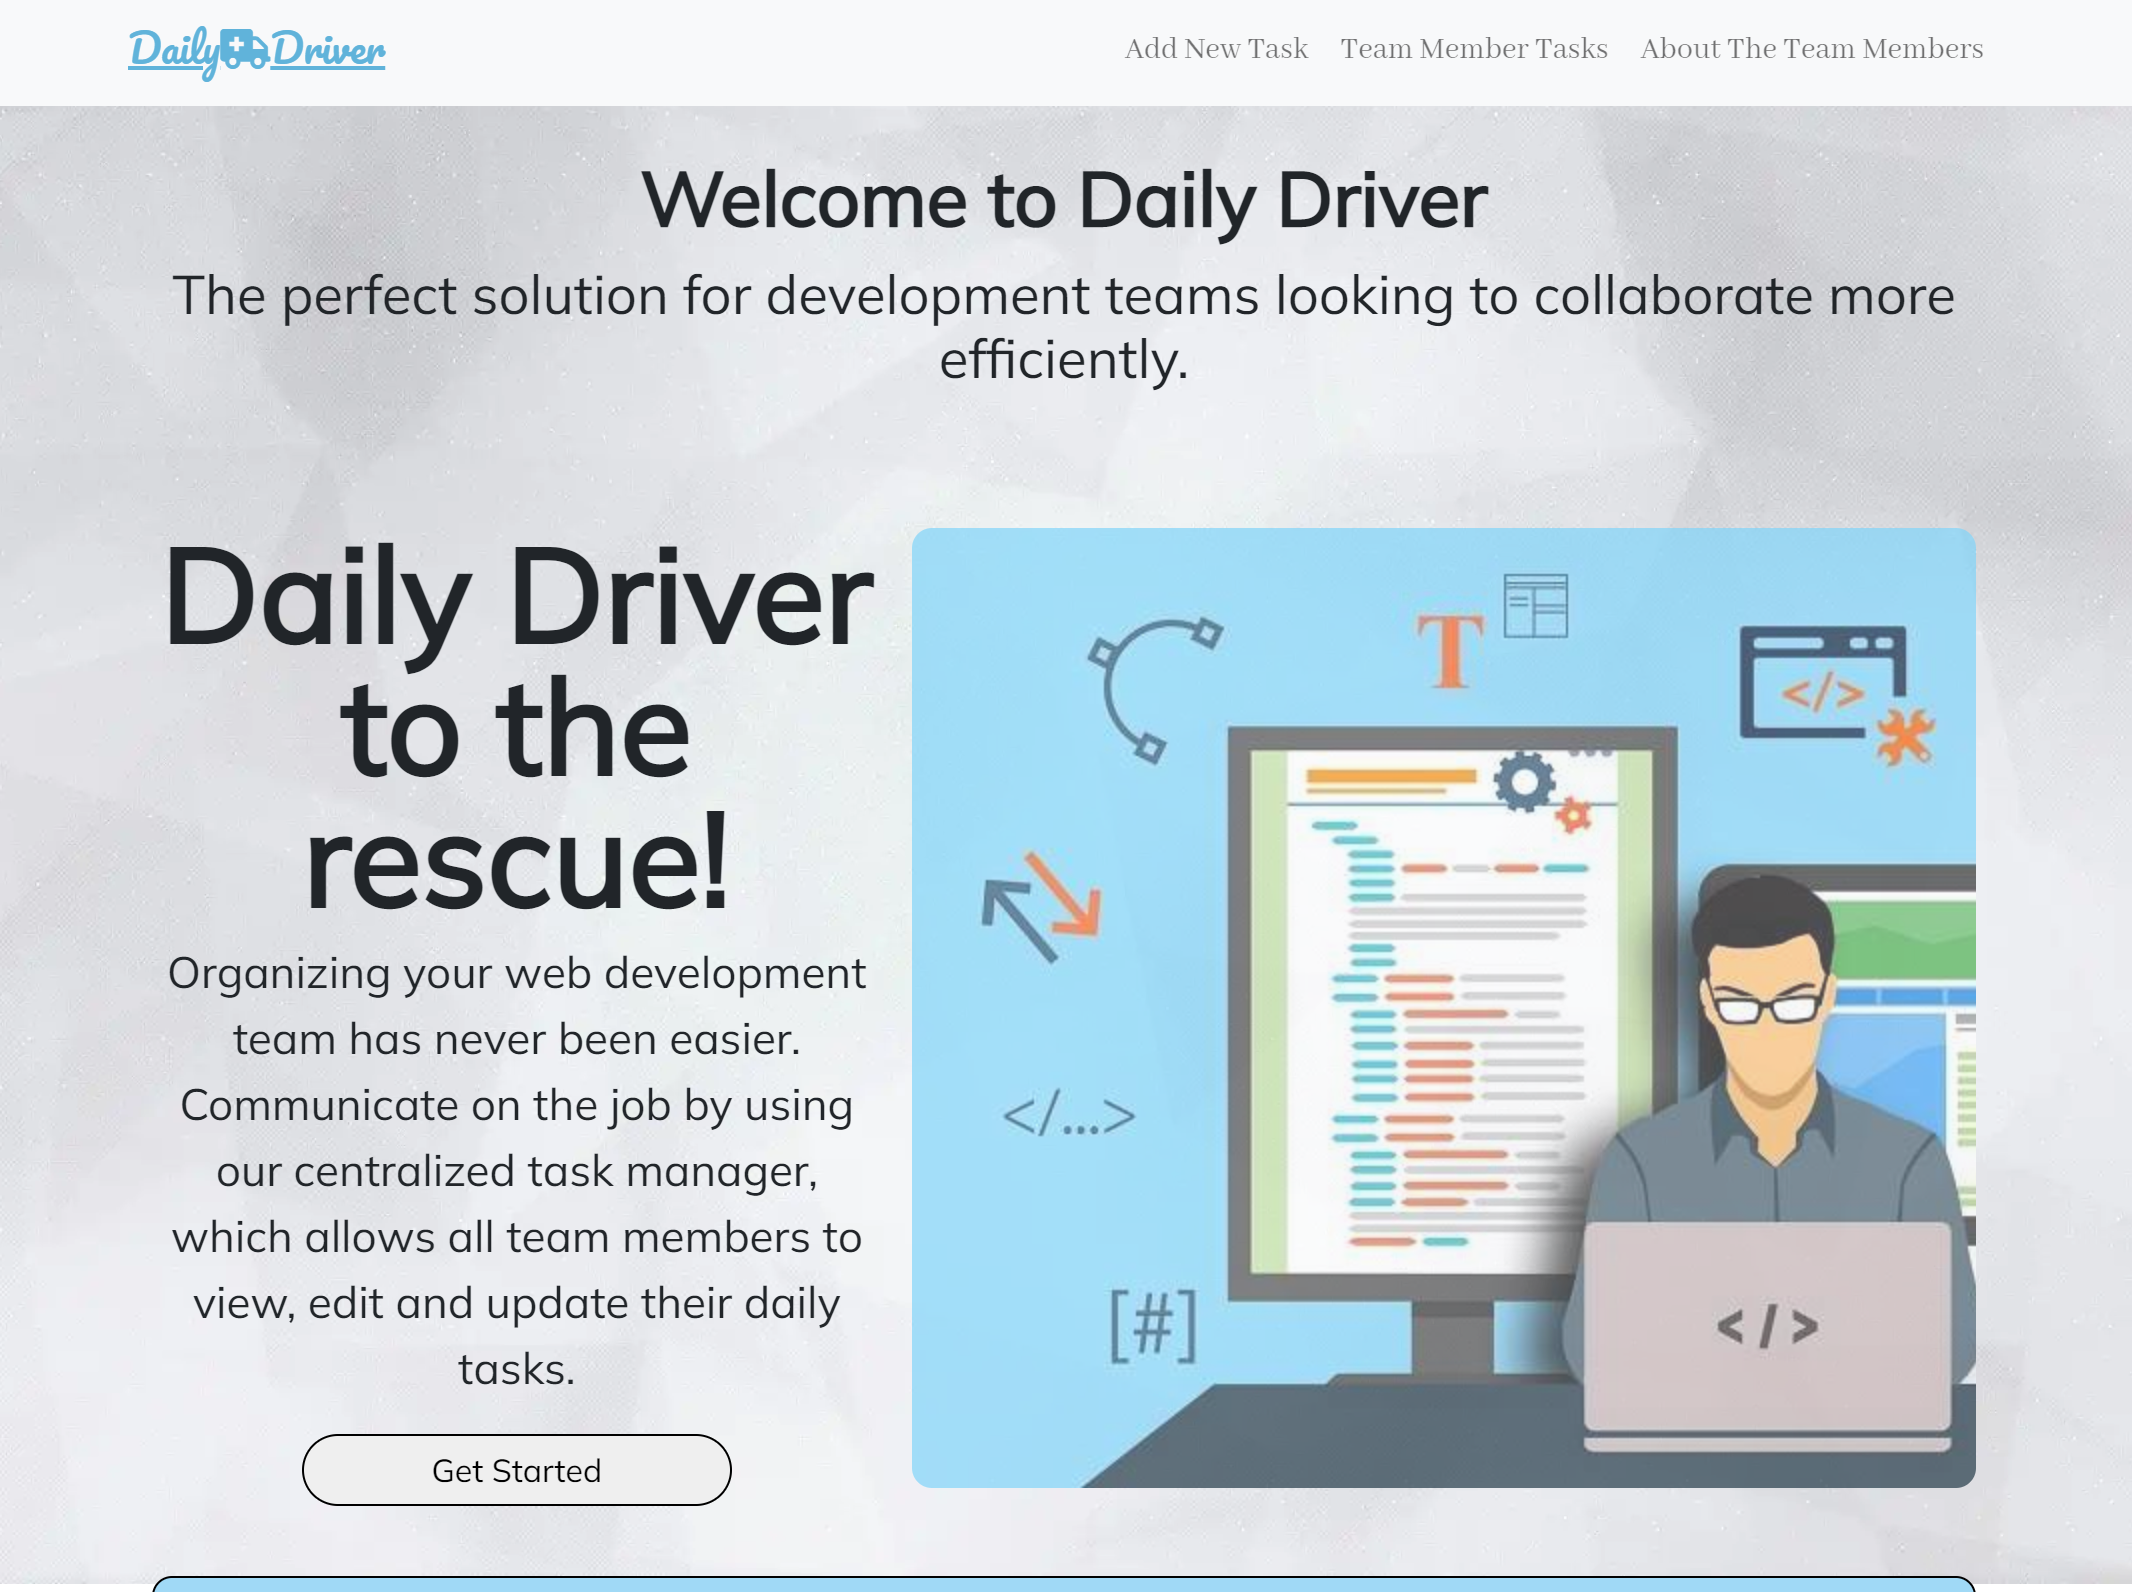 Daily Driver
Add New Task
Team Member Tasks
About The Team Members
Welcome to Daily Driver
The perfect solution for development teams looking to collaborate more
efficiently.
Daily Driver
to the
rescue!
Organizing your web development
team has never been easier.
Communicate on the job by using
our centralized task manager,
which allows all team members to
view, edit and update their daily
tasks.
Get Started
T
</>
</...>
[#]
</>